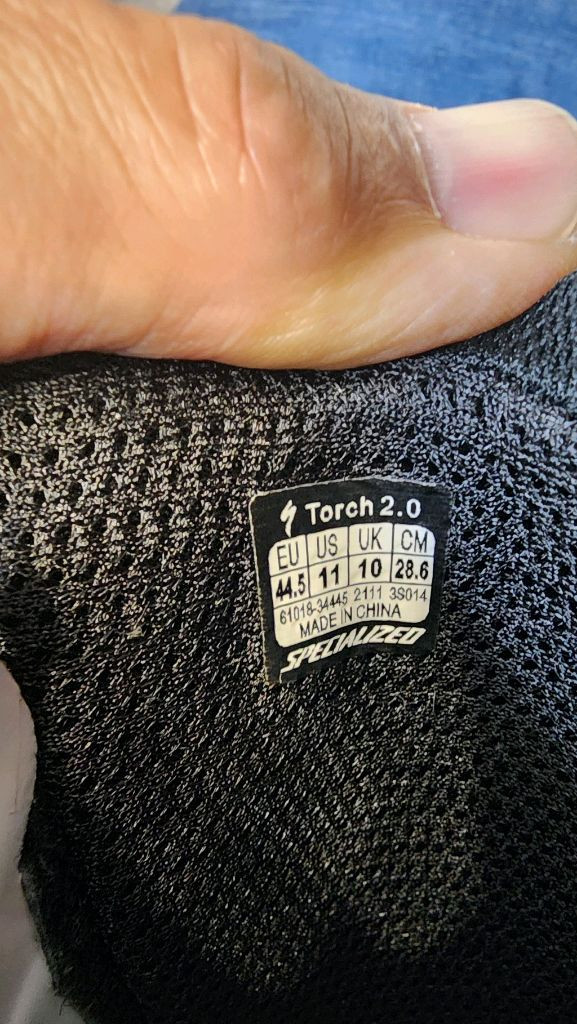 Torch 2.0
EU US UK CM
44.5 11 10 28.6
61018-34445 2111 3S014
MADE IN CHINA
SPECIALIZED